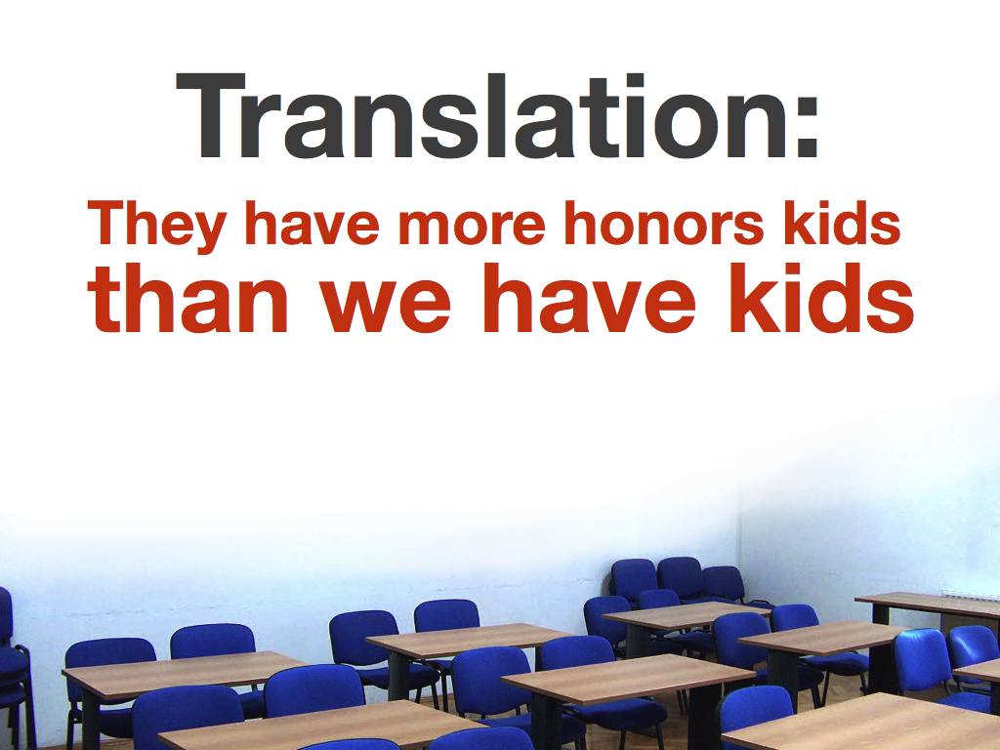 Translation:
They have more honors kids
than we have kids